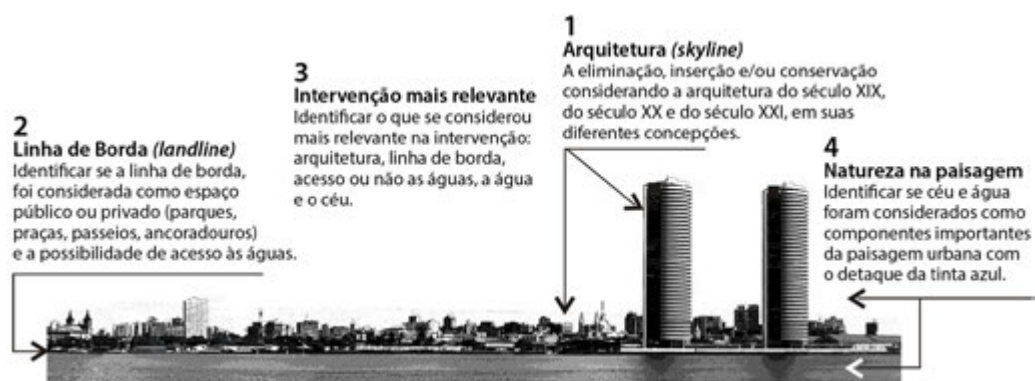 1
Arquitetura (skyline)
A eliminação, inserção e/ou conservação
considerando a arquitetura do século XIX,
do século XX e do século XXI, em suas
diferentes concepções.
2
Linha de Borda (landline)
Identificar se a linha de borda,
foi considerada como espaço
público ou privado (parques,
praças, passeios, ancoradouros)
e a possibilidade de acesso às águas.
3
Intervenção mais relevante
Identificar o que se considerou
mais relevante na intervenção:
arquitetura, linha de borda,
acesso ou não as águas, a água
e o céu.
4
Natureza na paisagem
Identificar se céu e água
foram considerados como
componentes importantes
da paisagem urbana com
o detaque da tinta azul.